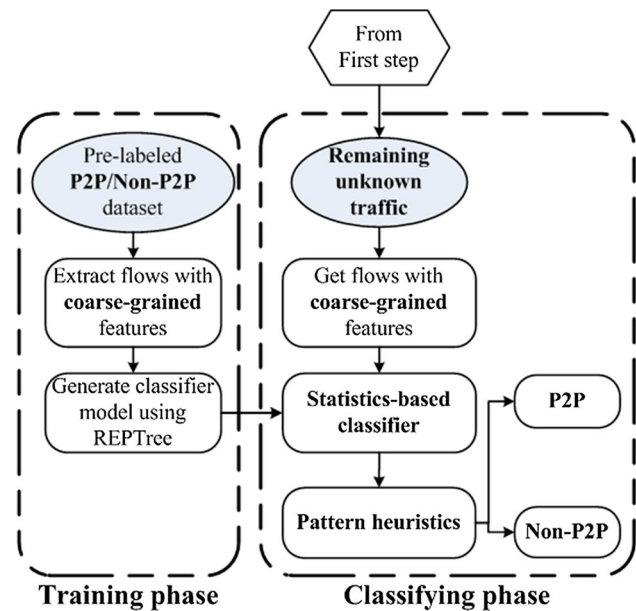 From
First step
Pre-labeled
P2P/Non-P2P
dataset
Extract flows with
coarse-grained
features
Generate classifier
model using
REPTree
Training phase
Remaining
unknown
traffic
Get flows with
coarse-grained
features
Statistics-based
classifier
Pattern heuristics
P2P
Non-P2P
Classifying phase